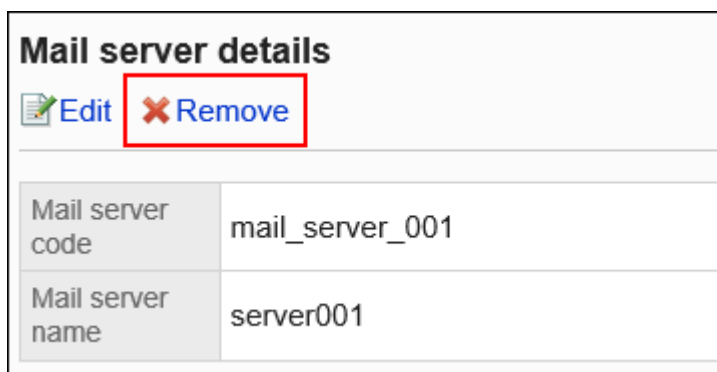 Mail server details
Edit Remove
Mail server
code
mail_server_001
Mail server
name
server001